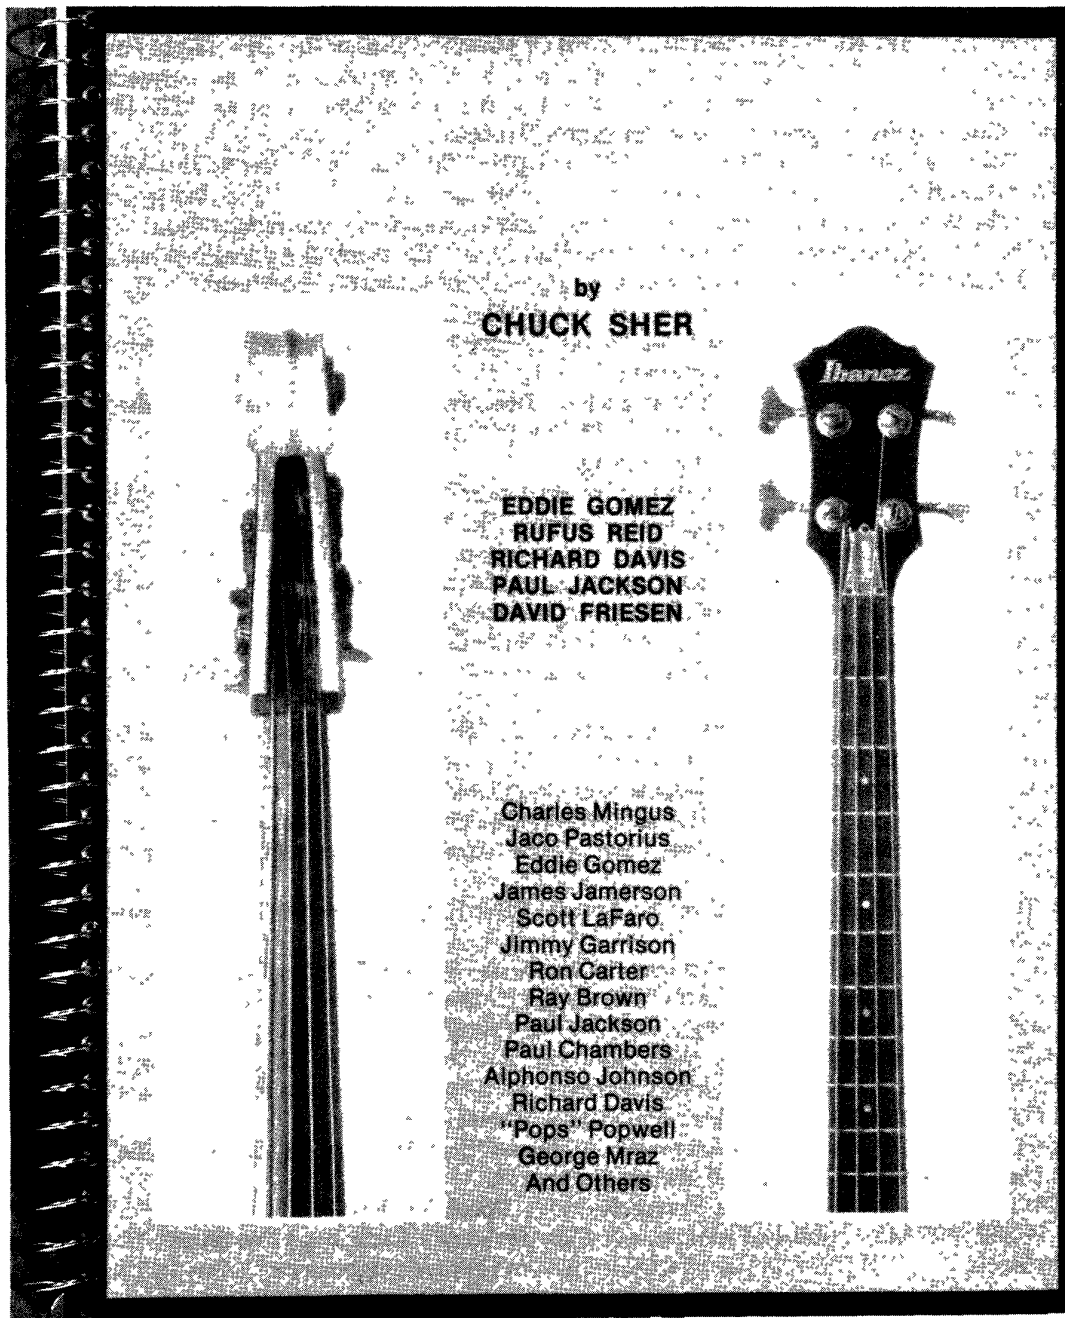 by
CHUCK SHER
Ibanez
EDDIE GOMEZ
RUFUS REID
RICHARD DAVIS
PAUL JACKSON
DAVID FRIESEN
Charles Mingus
Jaco Pastorius
Eddie Gomez
James Jamerson
Scott LaFaro
Jimmy Garrison
Ron Carter
Ray Brown
Paul Jackson
Paul Chambers
Alphonso Johnson
Richard Davis
"Pops" Popwell
George Mraz
And Others